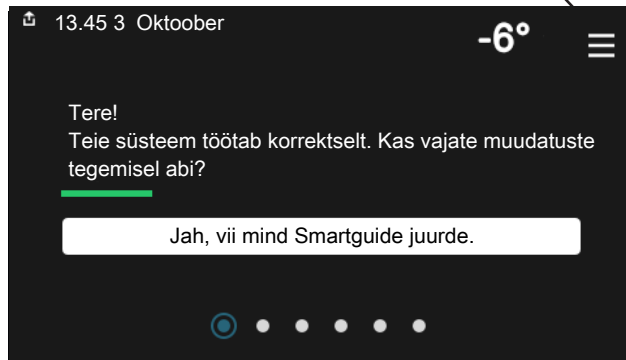 13.45 3 Oktoober
-6°
Tere!
Teie süsteem töötab korrektselt. Kas vajate muudatuste
tegemisel abi?
Jah, vii mind Smartguide juurde.